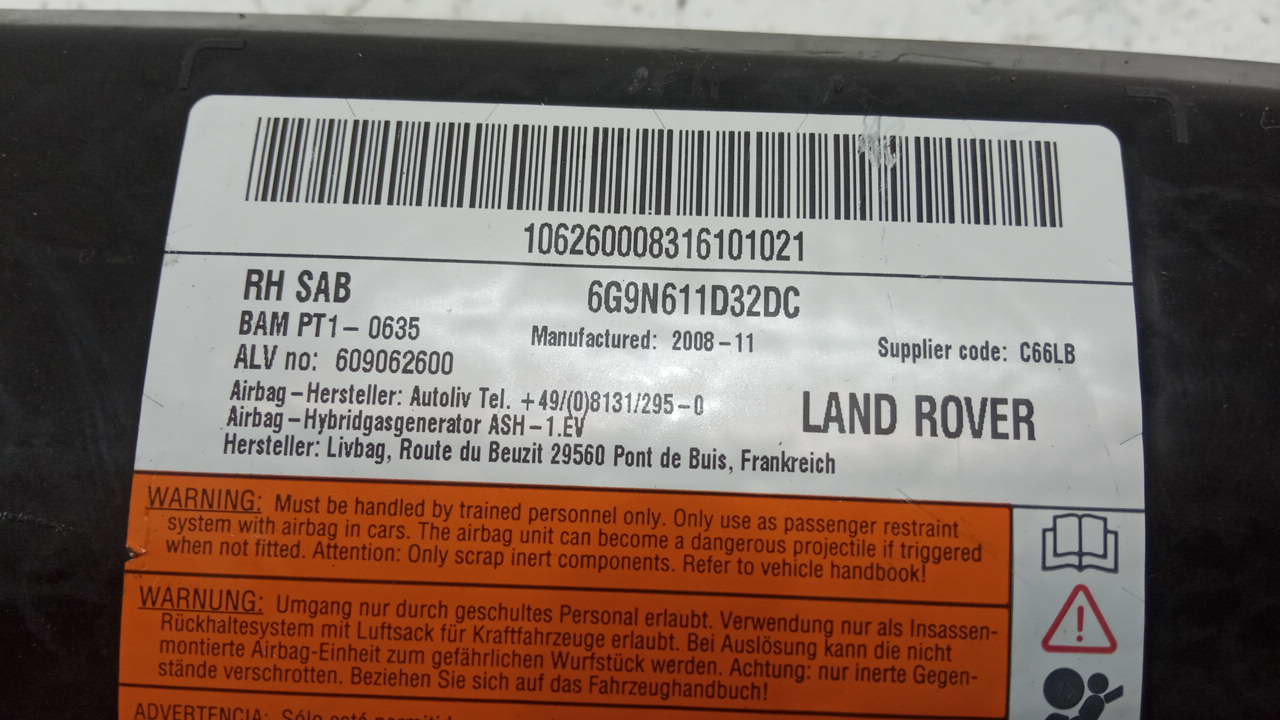 106260008316101021
RH SAB
6G9N611D32DC
BAM PT1- 0635
Manufactured: 2008-11
Supplier code: C66LB
ALV no: 609062600
Airbag-Hersteller: Autoliv Tel. +49/(0)8131/295-0
Airbag-Hybridgasgenerator ASH-1.EV
LAND ROVER
Hersteller: Livbag, Route du Beuzit 29560 Pont de Buis, Frankreich
WARNING: Must be handled by trained personnel only. Only use as passenger restraint
system with airbag in cars. The airbag unit can become a dangerous projectile if triggered
when not fitted. Attention: Only scrap inert components. Refer to vehicle handbook!
WARNUNG: Umgang nur durch geschultes Personal erlaubt. Verwendung nur als Insassen-
Rückhaltesystem mit Luftsack für Kraftfahrzeuge erlaubt. Bei Auslösung kann die nicht
montierte Airbag-Einheit zum gefährlichen Wurfstück werden. Achtung: nur inerte Gegen-
stände verschrotten. Beziehen Sie sich auf das Fahrzeughandbuch!
ADVERTENCIA: Sólo está